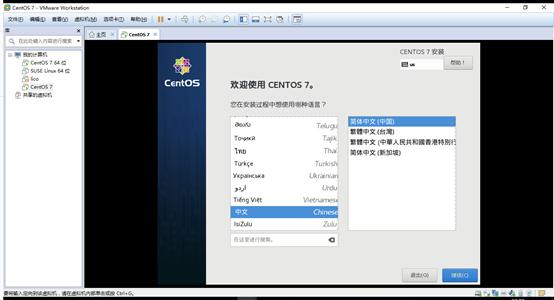 CentOS 7 - VMware Workstation
文件(F) 编辑(E) 查看(V) 虚拟机(M) 选项卡(T) 帮助(H)
库
在此处键入内容进行搜索
我的计算机
CentOS 7 64 位
SUSE Linux 64 位
lico
CentOS 7
共享的虚拟机
主页
CentOS 7
CentOS
CENTOS 7 安装
us
帮助！
欢迎使用 CENTOS 7。
您在安装过程中想使用哪种语言？
తెలుగు Telugu
Тоҷикӣ Tajik
ไทย Thai
Türkçe Turkish
Українська Ukrainian
اردو Urdu
Tiếng Việt Vietnamese
中文 Chinese
IsiZulu Zulu
在这里进行搜索。
简体中文 (中国)
繁體中文 (台灣)
繁體中文 (中華人民共和國香港特別行
简体中文 (新加坡)
退出(Q)
继续(C)
要将输入定向到该虚拟机，请在虚拟机内部单击或按 Ctrl+G。